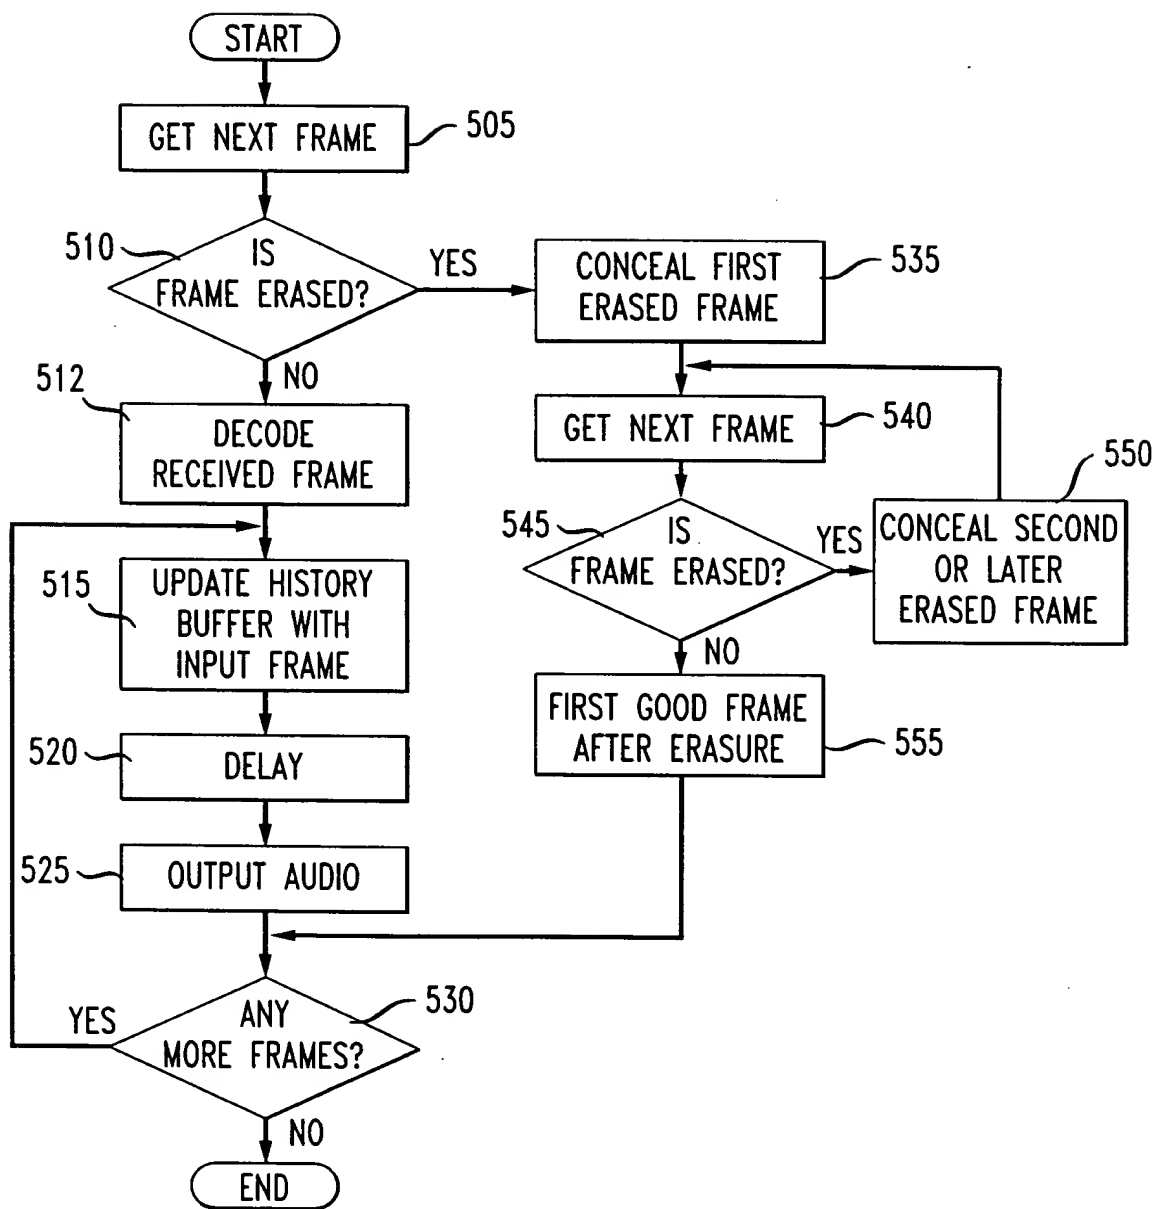 START
GET NEXT FRAME
505
510
IS
FRAME ERASED?
YES
NO
CONCEAL FIRST
ERASED FRAME
535
512
DECODE
RECEIVED FRAME
GET NEXT FRAME
540
545
IS
FRAME ERASED?
YES
NO
550
CONCEAL SECOND
OR LATER
ERASED FRAME
515
UPDATE HISTORY
BUFFER WITH
INPUT FRAME
FIRST GOOD FRAME
AFTER ERASURE
555
520
DELAY
525
OUTPUT AUDIO
YES
ANY
MORE FRAMES?
530
NO
END